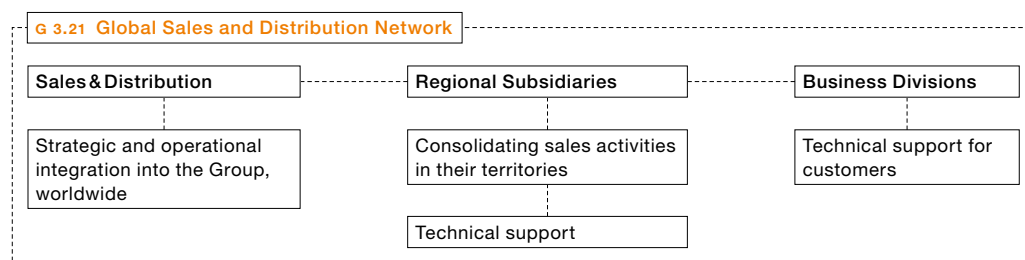 G 3.21 Global Sales and Distribution Network
Sales & Distribution
Regional Subsidiaries
Business Divisions
Strategic and operational
integration into the Group,
worldwide
Consolidating sales activities
in their territories
Technical support
Technical support for
customers